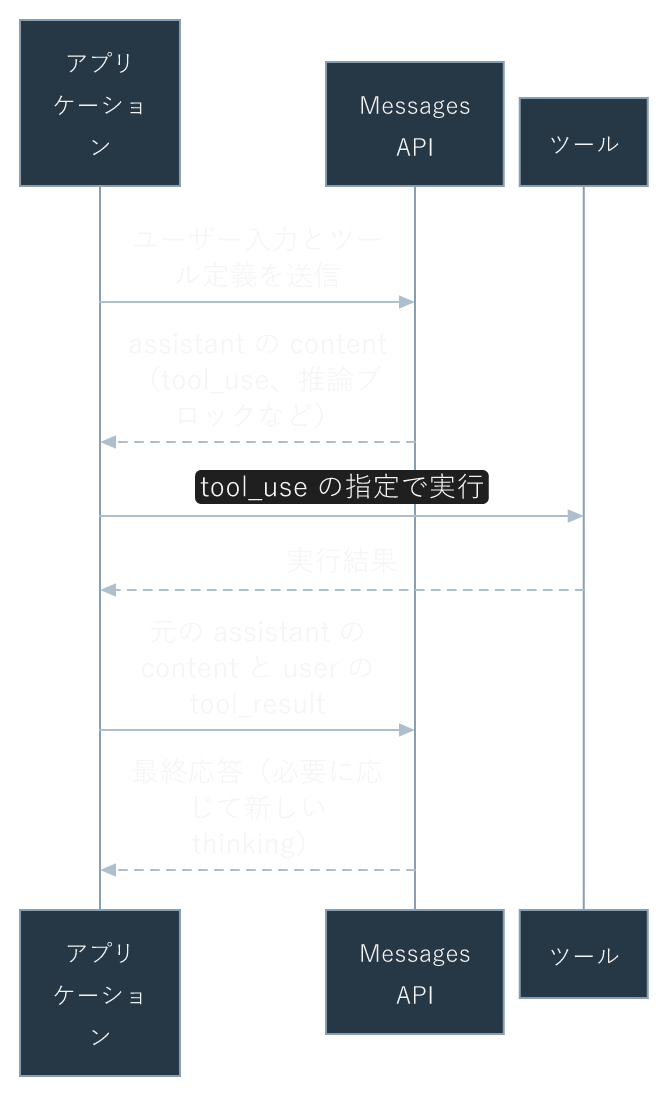 アプリ
ケーショ
ン
Messages
API
ツール
ユーザー入力とツー
ル定義を送信
assistant の content
（tool_use、推論ブ
ロックなど）
tool_use の指定で実行
実行結果
元の assistant の
content と user の
tool_result
最終応答（必要に応
じて新しい
thinking）
アプリ
ケーショ
ン
Messages
API
ツール